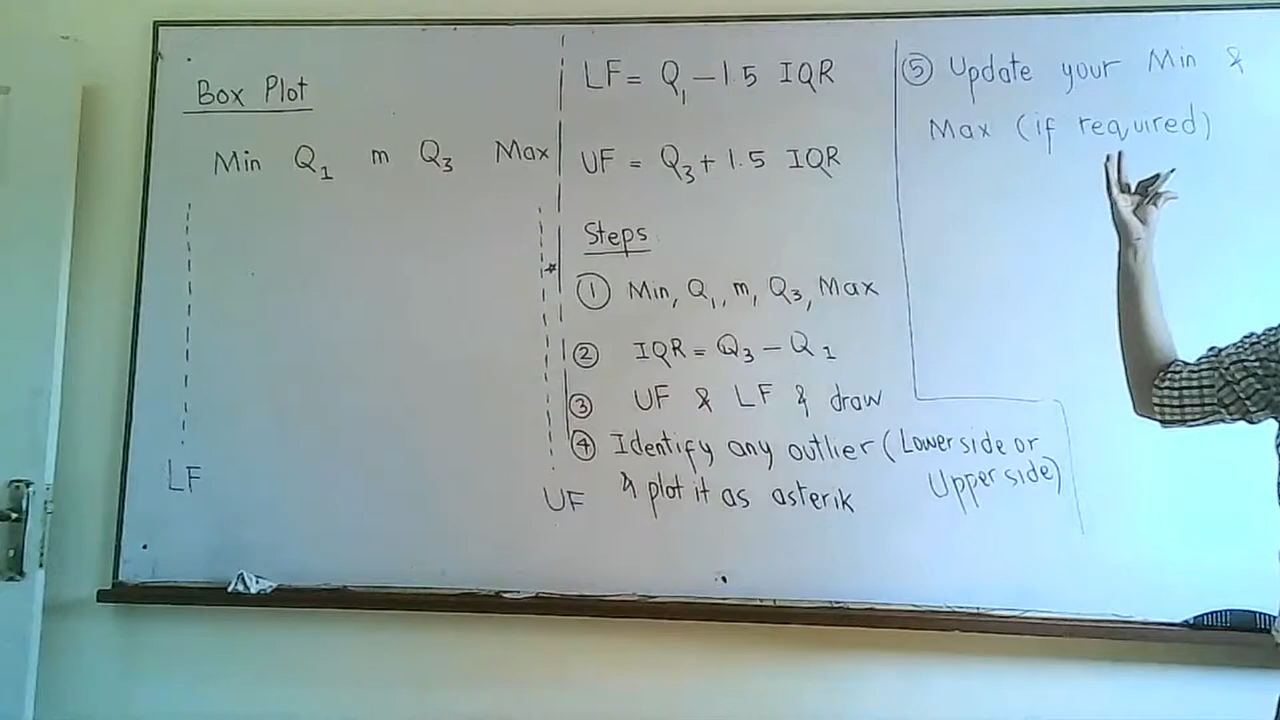 Box Plot
Min Q1 m Q3 Max
LF
UF
LF = Q1 - 1.5 IQR
UF = Q3 + 1.5 IQR
Steps
① Min, Q1, m, Q3, Max
② IQR = Q3 - Q1
③ UF & LF & draw
④ Identify any outlier (Lower side or
Upper side)
& plot it as asterik
⑤ Update your Min &
Max (if required)